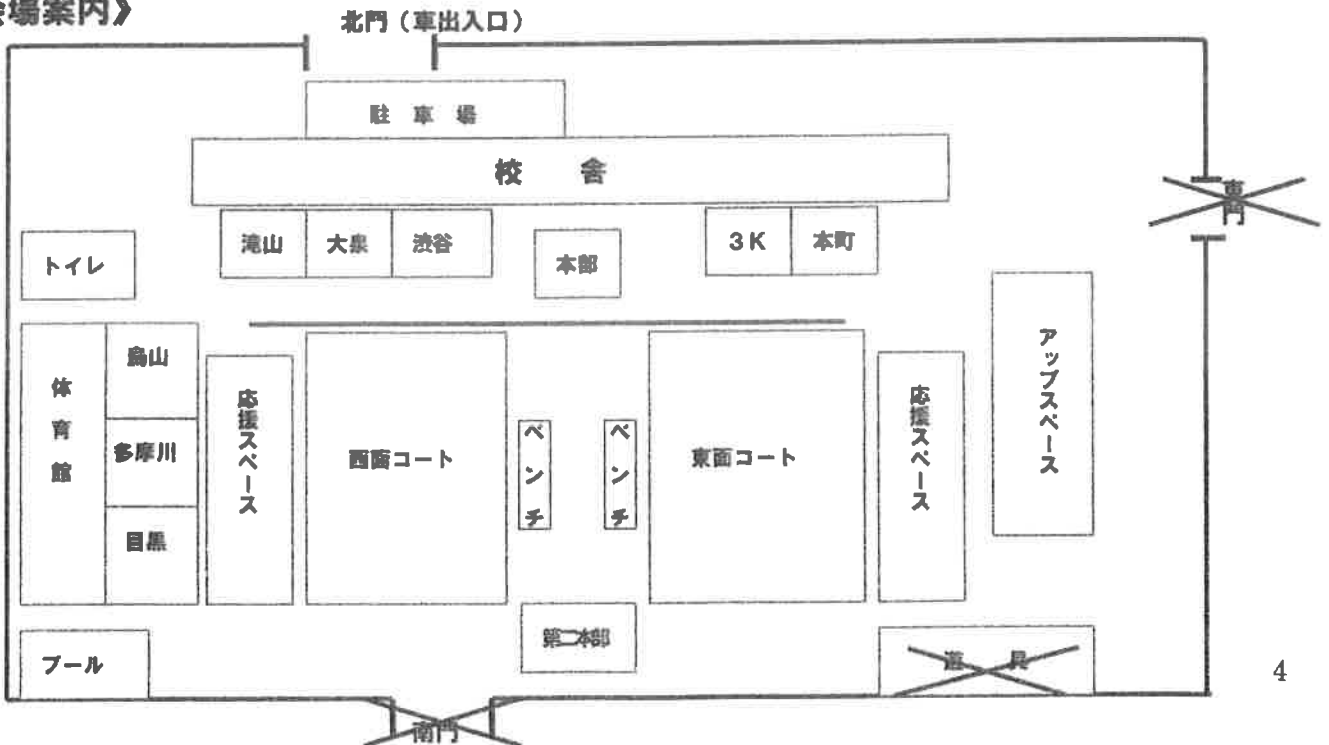 会場案内》
北門（車出入口）
駐車場
校舎
東門
滝山
大泉
渋谷
本部
3K
本町
トイレ
体育館
烏山
多摩川
目黒
応援スペース
西面コート
ベンチ
ベンチ
東面コート
応援スペース
アップスペース
プール
第二本部
遊具
南門
4